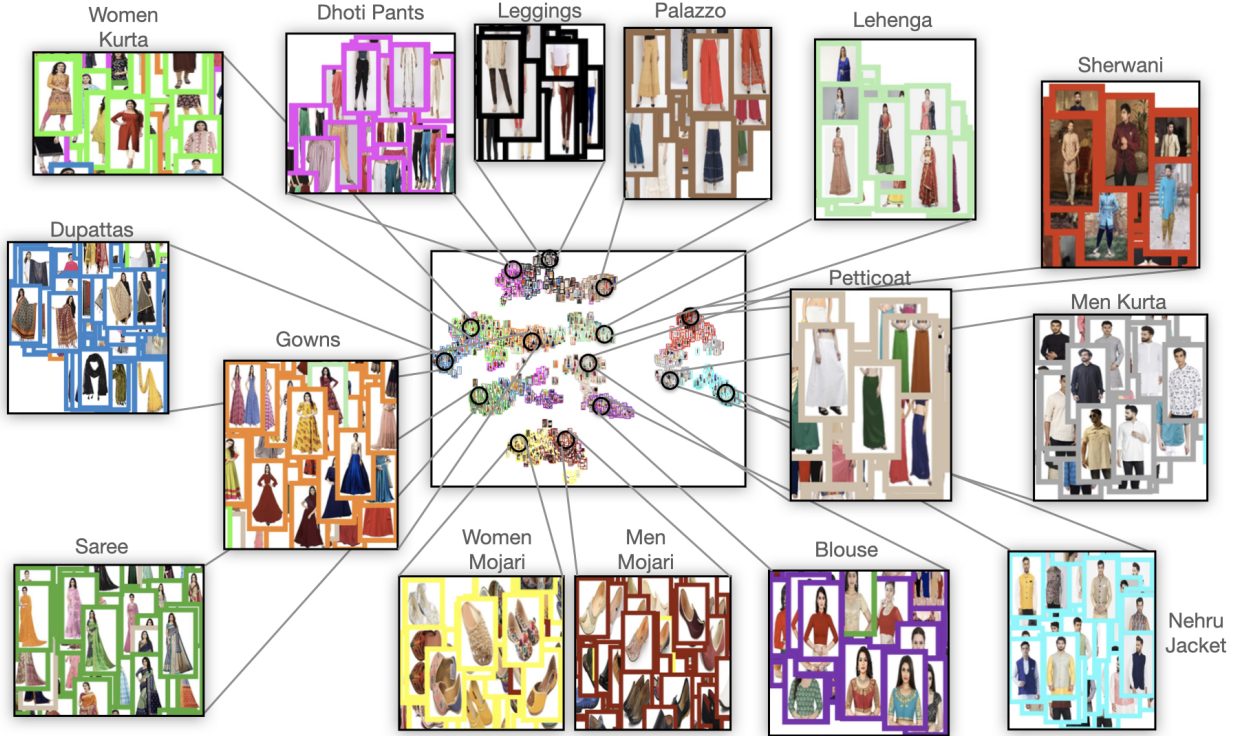 Women
Kurta
Dhoti Pants
Leggings
Palazzo
Lehenga
Sherwani
Dupattas
Gowns
Petticoat
Men Kurta
Saree
Women
Mojari
Men
Mojari
Blouse
Nehru
Jacket